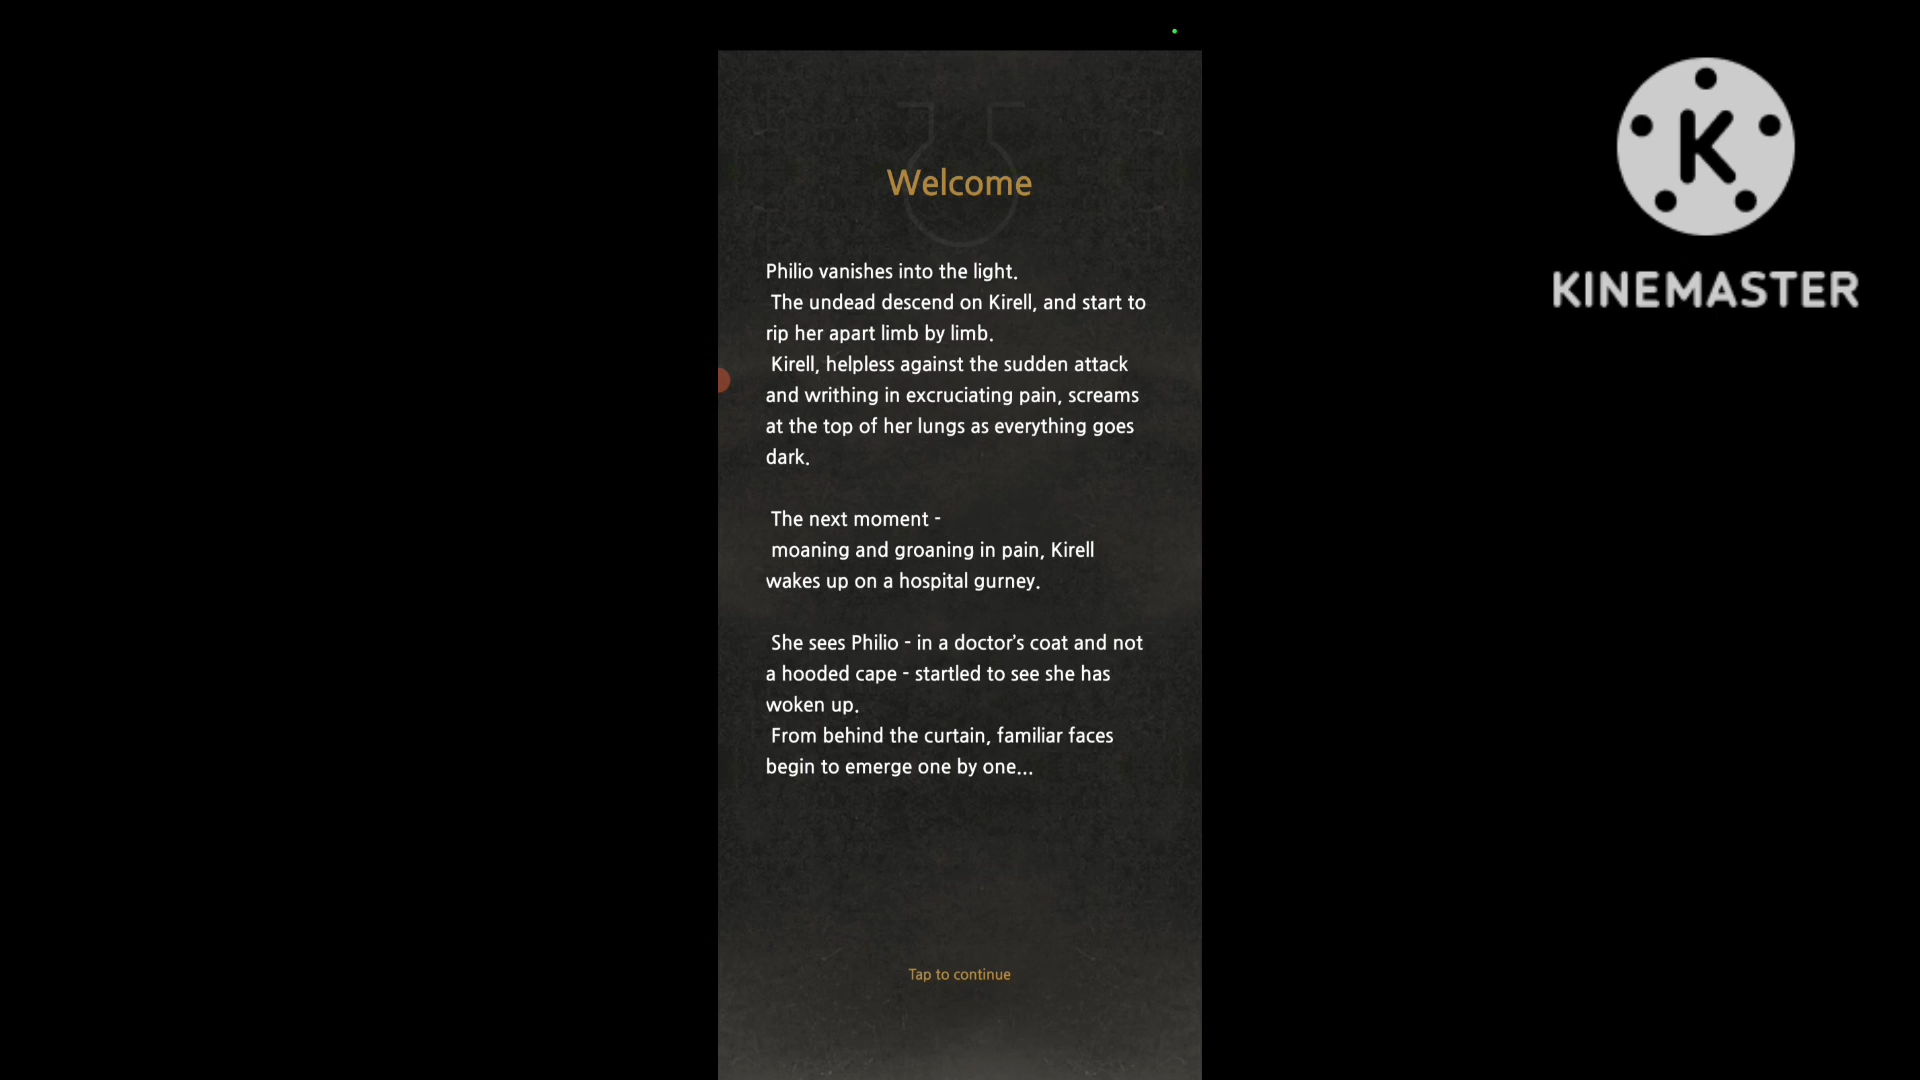 Welcome
Philio vanishes into the light.
The undead descend on Kirell, and start to
rip her apart limb by limb.
Kirell, helpless against the sudden attack
and writhing in excruciating pain, screams
at the top of her lungs as everything goes
dark.
The next moment -
moaning and groaning in pain, Kirell
wakes up on a hospital gurney.
She sees Philio - in a doctor's coat and not
a hooded cape - startled to see she has
woken up.
From behind the curtain, familiar faces
begin to emerge one by one...
Tap to continue
K
KINEMASTER